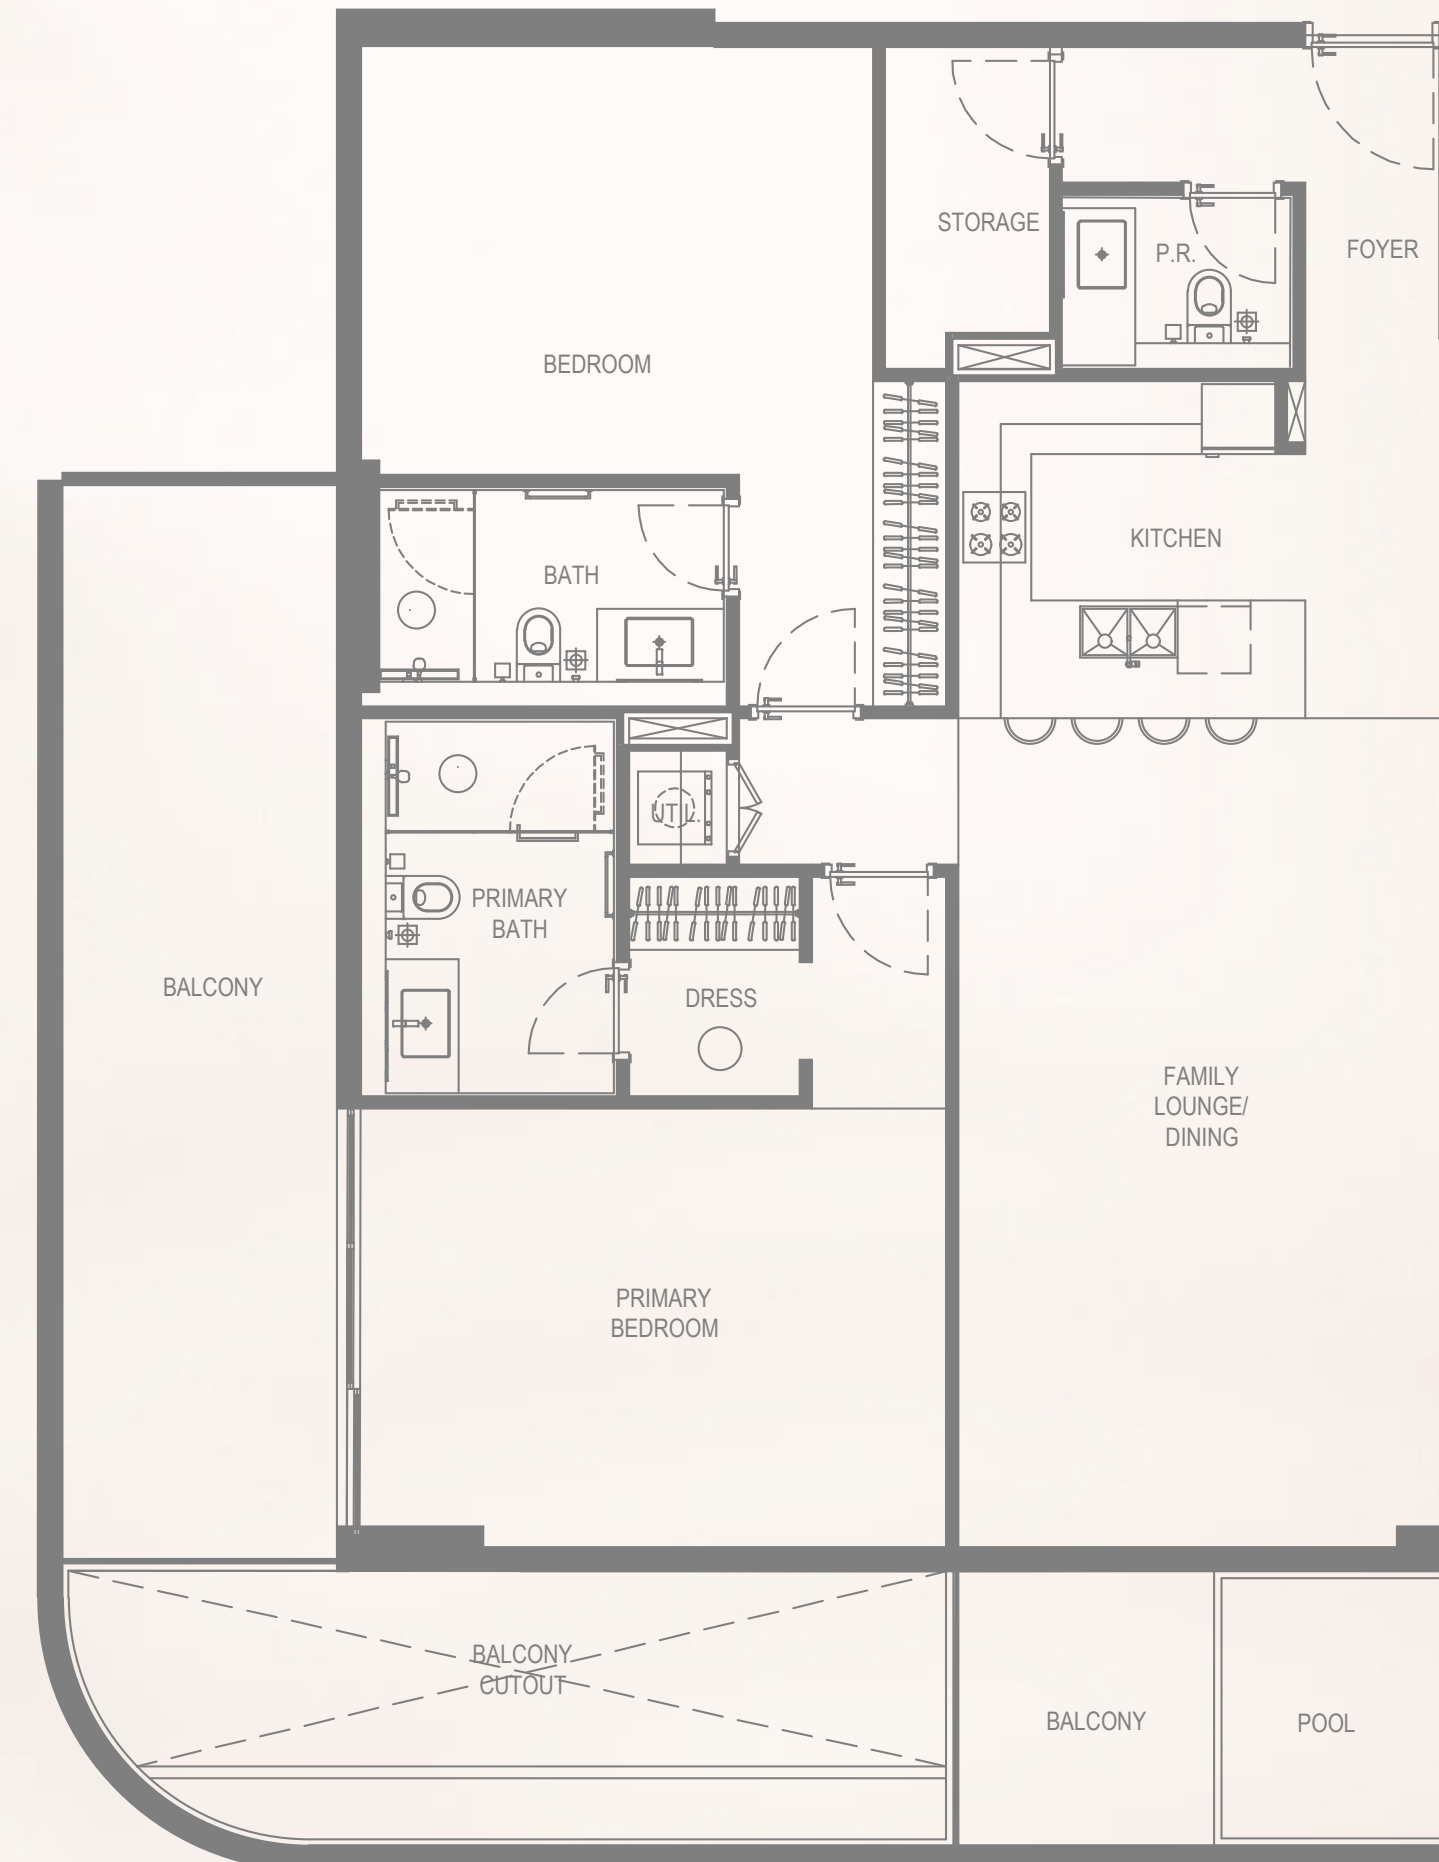 STORAGE
P.R.
FOYER
BEDROOM
KITCHEN
BATH
UTIL.
PRIMARY
BATH
BALCONY
DRESS
FAMILY
LOUNGE/
DINING
PRIMARY
BEDROOM
BALCONY
CUTOUT
BALCONY
POOL